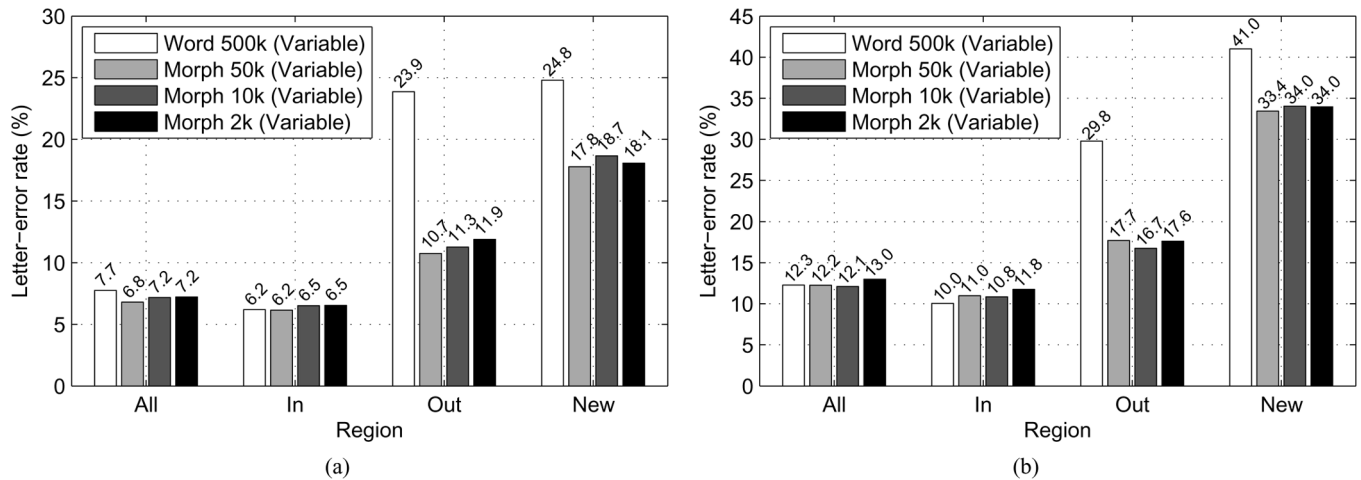 30
25
20
15
10
5
0
Letter−error rate (%)
Word 500k (Variable)
Morph 50k (Variable)
Morph 10k (Variable)
Morph 2k (Variable)
7.7 6.8 7.2 7.2
6.2 6.2 6.5 6.5
23.9 10.7 11.3 11.9
24.8 17.8 18.7 18.1
All In Out New
Region
(a)
45
40
35
30
25
20
15
10
5
0
Letter−error rate (%)
Word 500k (Variable)
Morph 50k (Variable)
Morph 10k (Variable)
Morph 2k (Variable)
12.3 12.2 12.1 13.0
10.0 11.0 10.8 11.8
29.8 17.7 16.7 17.6
41.0 33.4 34.0 34.0
All In Out New
Region
(b)